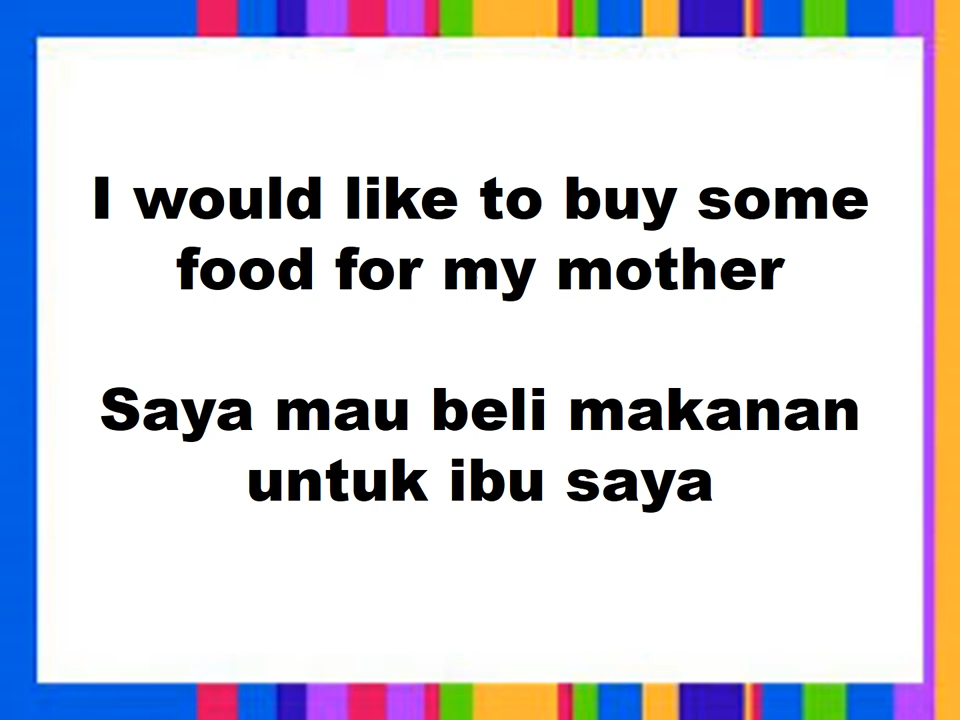 I would like to buy some
food for my mother
Saya mau beli makanan
untuk ibu saya